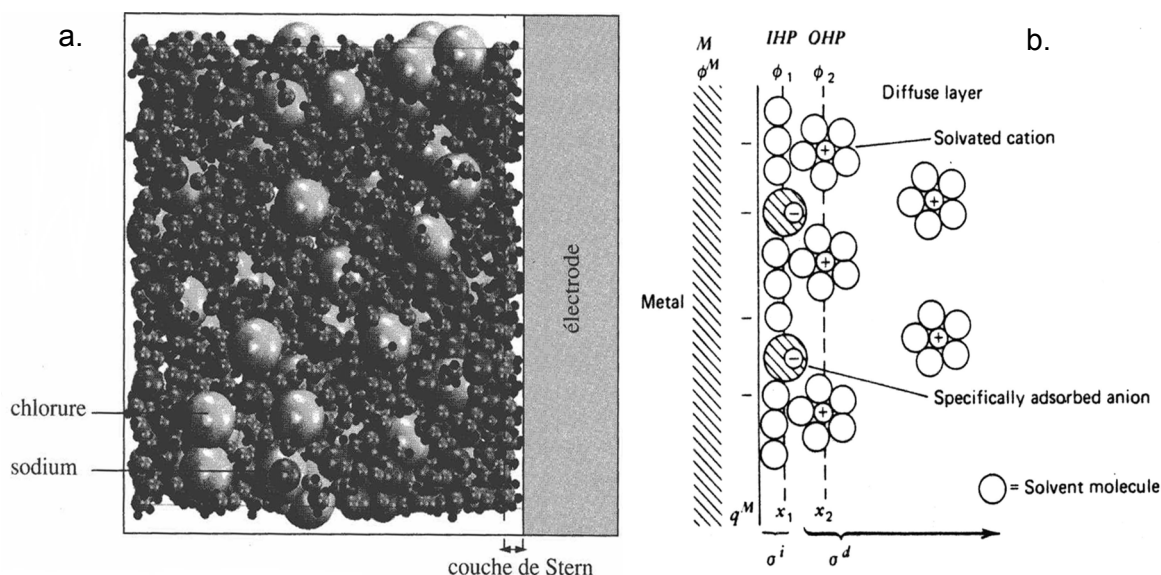 a.
électrode
chlorure
sodium
couche de Stern
b.
M IHP OHP
ϕᴹ ϕ₁ ϕ₂
Diffuse layer
Solvated cation
Metal
Specifically adsorbed anion
= Solvent molecule
qᴹ x₁ x₂
σⁱ σᵈ